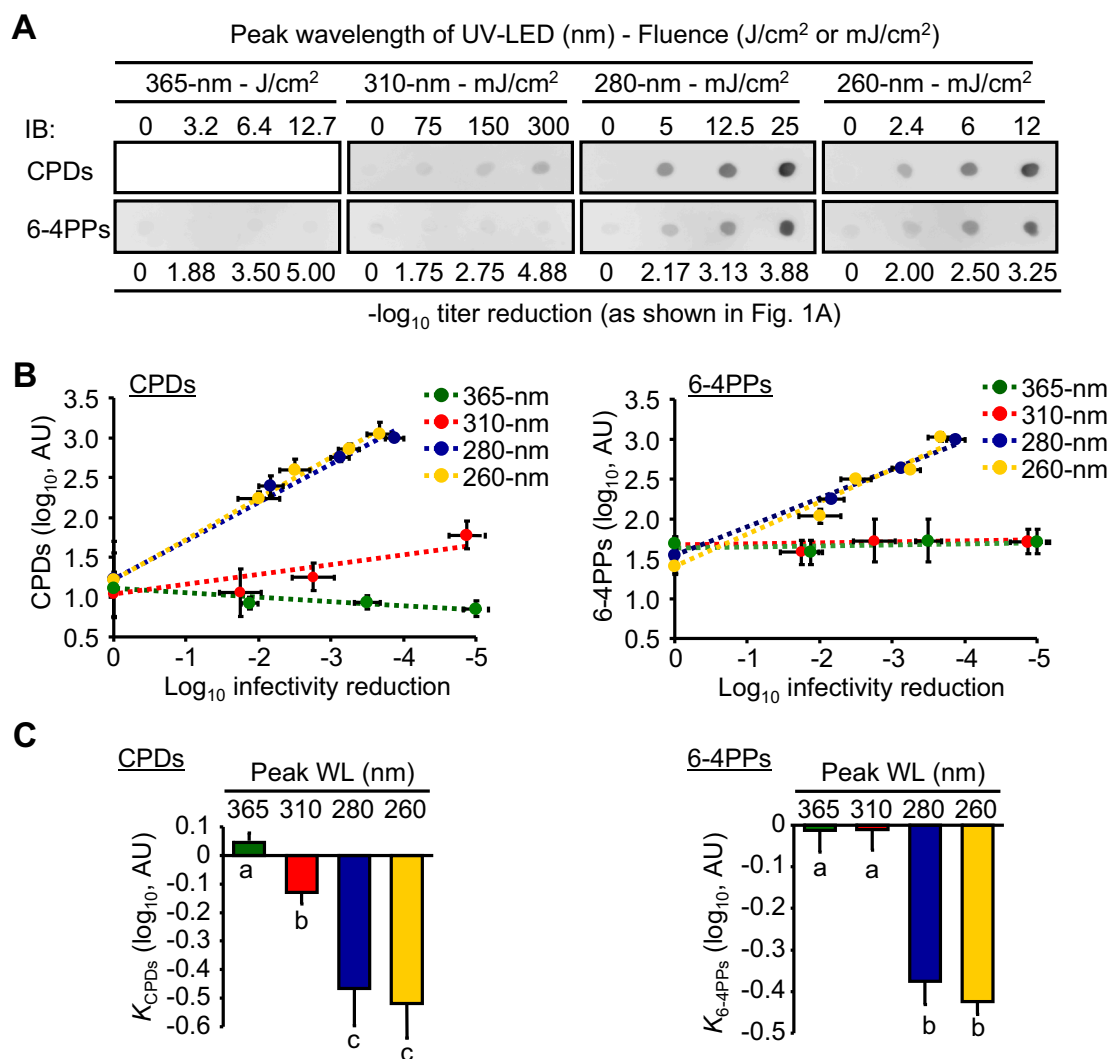 A
Peak wavelength of UV-LED (nm) - Fluence (J/cm² or mJ/cm²)
365-nm - J/cm² 310-nm - mJ/cm² 280-nm - mJ/cm² 260-nm - mJ/cm²
IB: 0 3.2 6.4 12.7 0 75 150 300 0 5 12.5 25 0 2.4 6 12
CPDs
6-4PPs
0 1.88 3.50 5.00 0 1.75 2.75 4.88 0 2.17 3.13 3.88 0 2.00 2.50 3.25
-log₁₀ titer reduction (as shown in Fig. 1A)
B
CPDs
365-nm
310-nm
280-nm
260-nm
CPDs (log₁₀, AU)
3.5
3.0
2.5
2.0
1.5
1.0
0.5
0 -1 -2 -3 -4 -5
Log₁₀ infectivity reduction
6-4PPs
365-nm
310-nm
280-nm
260-nm
6-4PPs (log₁₀, AU)
3.5
3.0
2.5
2.0
1.5
1.0
0.5
0 -1 -2 -3 -4 -5
Log₁₀ infectivity reduction
C
CPDs
Peak WL (nm)
365 310 280 260
K CPDs (log₁₀, AU)
0.1
0
-0.1
-0.2
-0.3
-0.4
-0.5
-0.6
a
b
c
c
6-4PPs
Peak WL (nm)
365 310 280 260
K 6-4PPs (log₁₀, AU)
0
-0.1
-0.2
-0.3
-0.4
-0.5
a
a
b
b